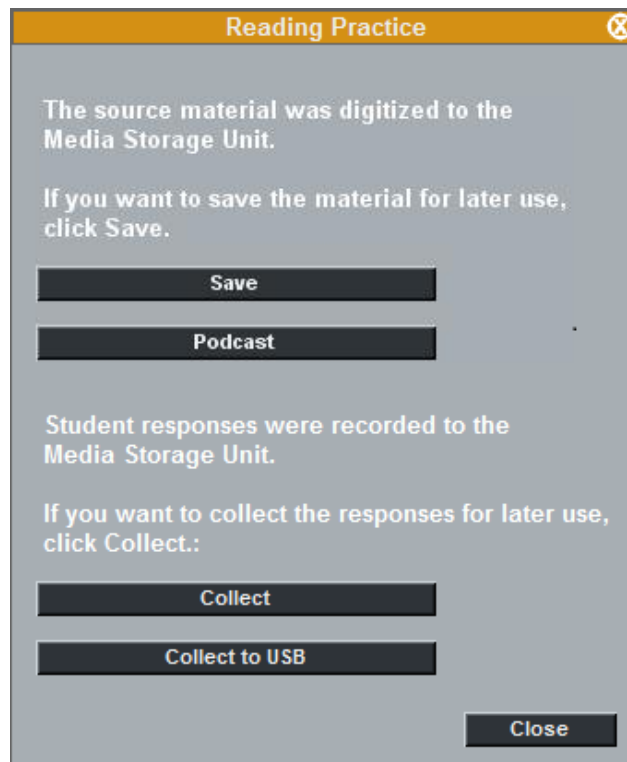 Reading Practice
The source material was digitized to the
Media Storage Unit.
If you want to save the material for later use,
click Save.
Save
Podcast
Student responses were recorded to the
Media Storage Unit.
If you want to collect the responses for later use,
click Collect.:
Collect
Collect to USB
Close